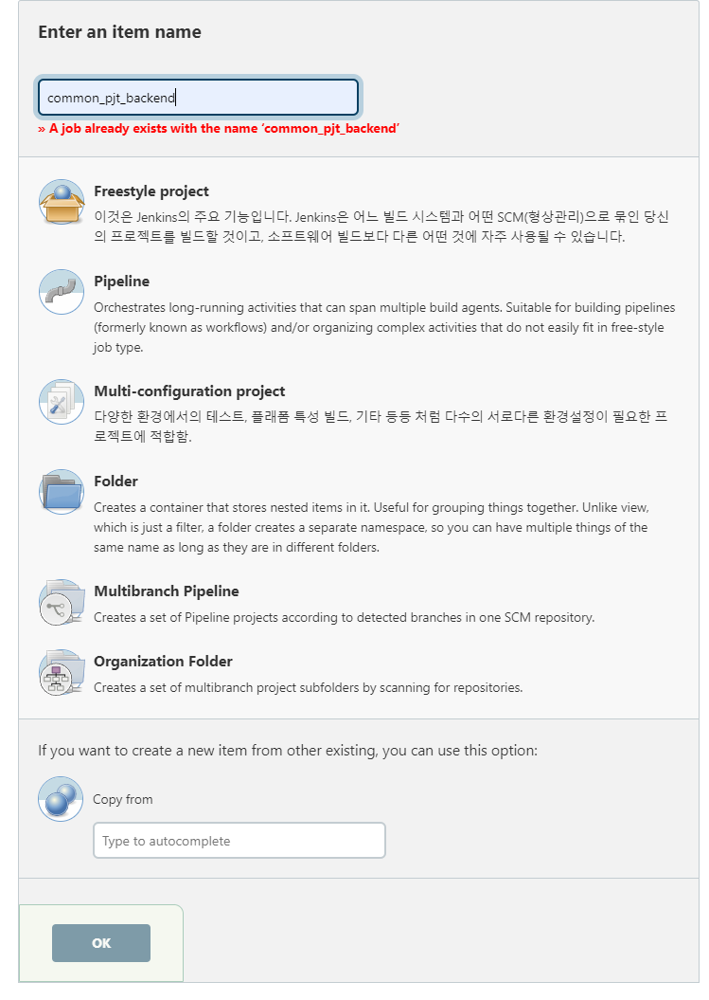 Enter an item name
common_pjt_backend
» A job already exists with the name ‘common_pjt_backend’
Freestyle project
이것은 Jenkins의 주요 기능입니다. Jenkins은 어느 빌드 시스템과 어떤 SCM(형상관리)으로 묶인 당신
의 프로젝트를 빌드할 것이고, 소프트웨어 빌드보다 다른 어떤 것에 자주 사용될 수 있습니다.
Pipeline
Orchestrates long-running activities that can span multiple build agents. Suitable for building pipelines
(formerly known as workflows) and/or organizing complex activities that do not easily fit in free-style
job type.
Multi-configuration project
다양한 환경에서의 테스트, 플래폼 특성 빌드, 기타 등등 처럼 다수의 서로다른 환경설정이 필요한 프
로젝트에 적합함.
Folder
Creates a container that stores nested items in it. Useful for grouping things together. Unlike view,
which is just a filter, a folder creates a separate namespace, so you can have multiple things of the
same name as long as they are in different folders.
Multibranch Pipeline
Creates a set of Pipeline projects according to detected branches in one SCM repository.
Organization Folder
Creates a set of multibranch project subfolders by scanning for repositories.
If you want to create a new item from other existing, you can use this option:
Copy from
Type to autocomplete
OK